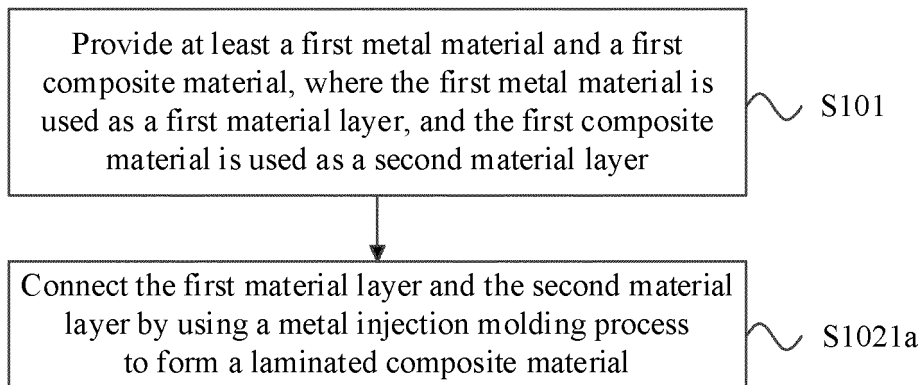 Provide at least a first metal material and a first
composite material, where the first metal material is
used as a first material layer, and the first composite
material is used as a second material layer
S101
Connect the first material layer and the second material
layer by using a metal injection molding process
to form a laminated composite material
S1021a